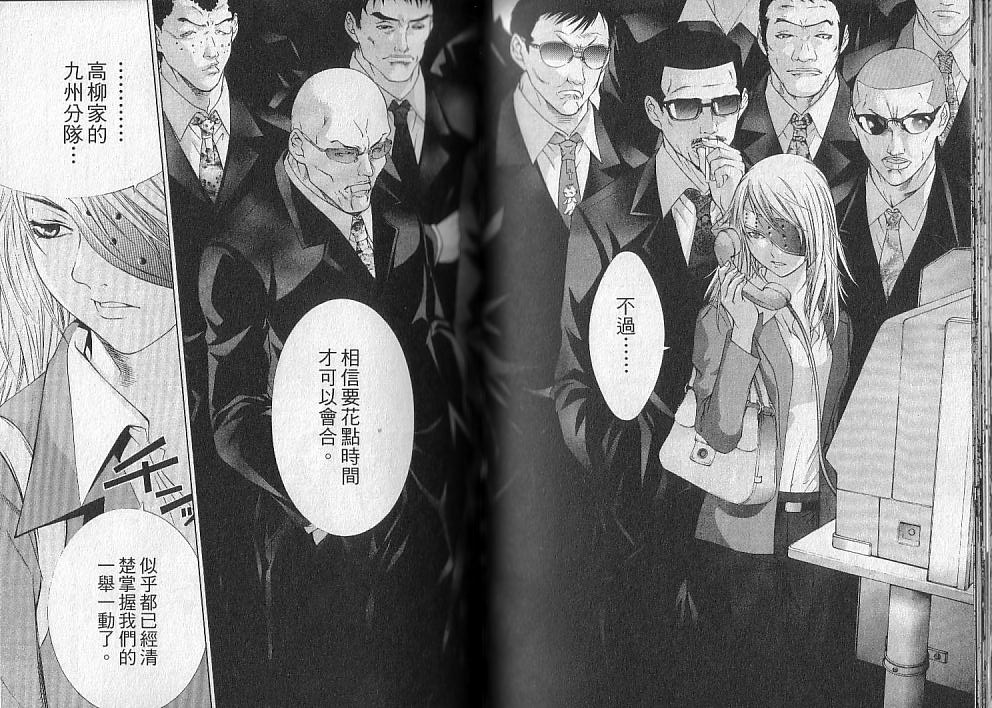 不過……
相信要花點時間
才可以會合。
…………
高柳家的
九州分隊…
似乎都已經清
楚掌握我們的
一舉一動了。